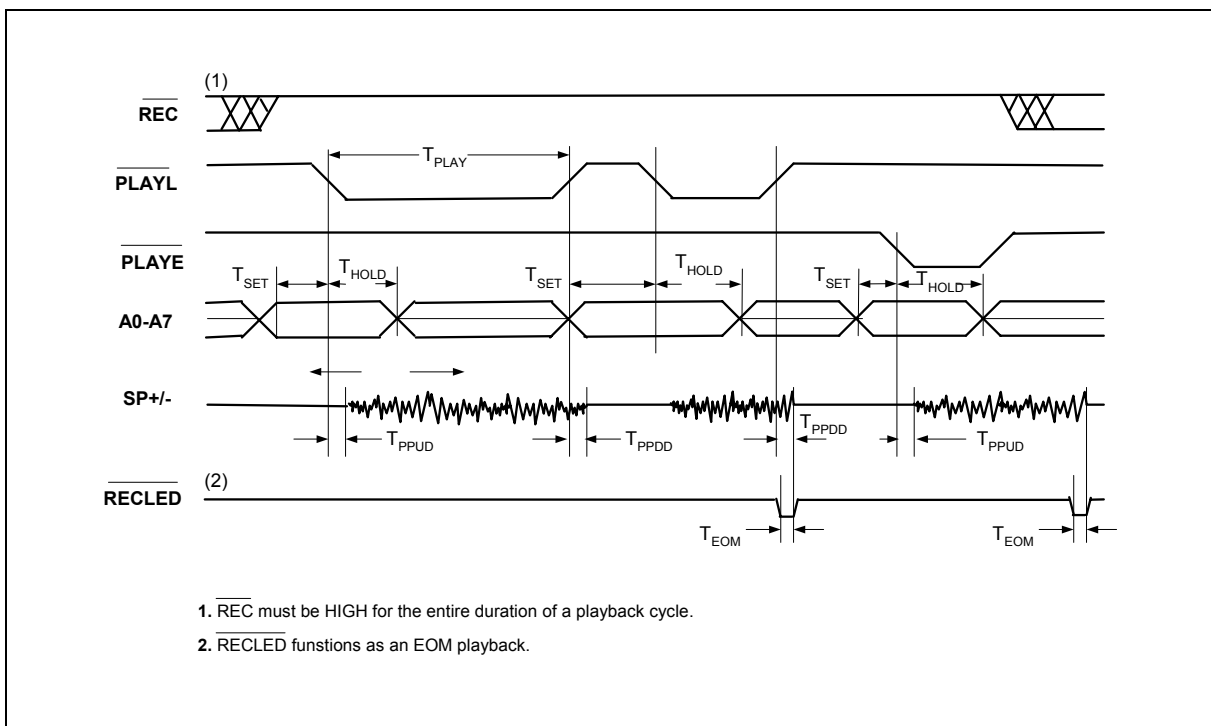 (1)
REC
T PLAY
PLAYL
PLAYE
T SET T HOLD T SET T HOLD T SET T HOLD
A0-A7
SP+/-
T PPUD T PPDD T PPDD T PPUD
(2)
RECLED
T EOM T EOM
1. REC must be HIGH for the entire duration of a playback cycle.
2. RECLED funstions as an EOM playback.